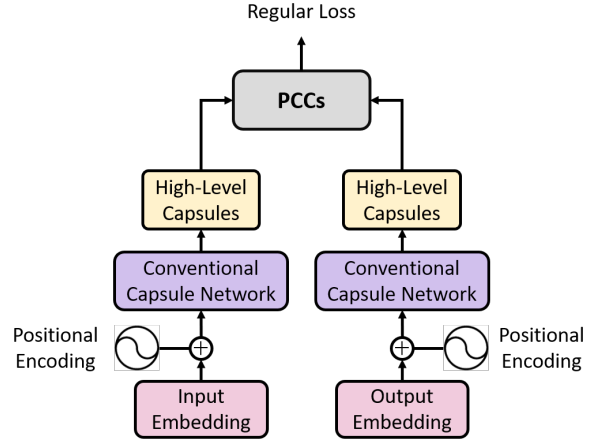 Regular Loss
PCCs
High-Level
Capsules
High-Level
Capsules
Conventional
Capsule Network
Conventional
Capsule Network
Positional
Encoding
Positional
Encoding
Input
Embedding
Output
Embedding